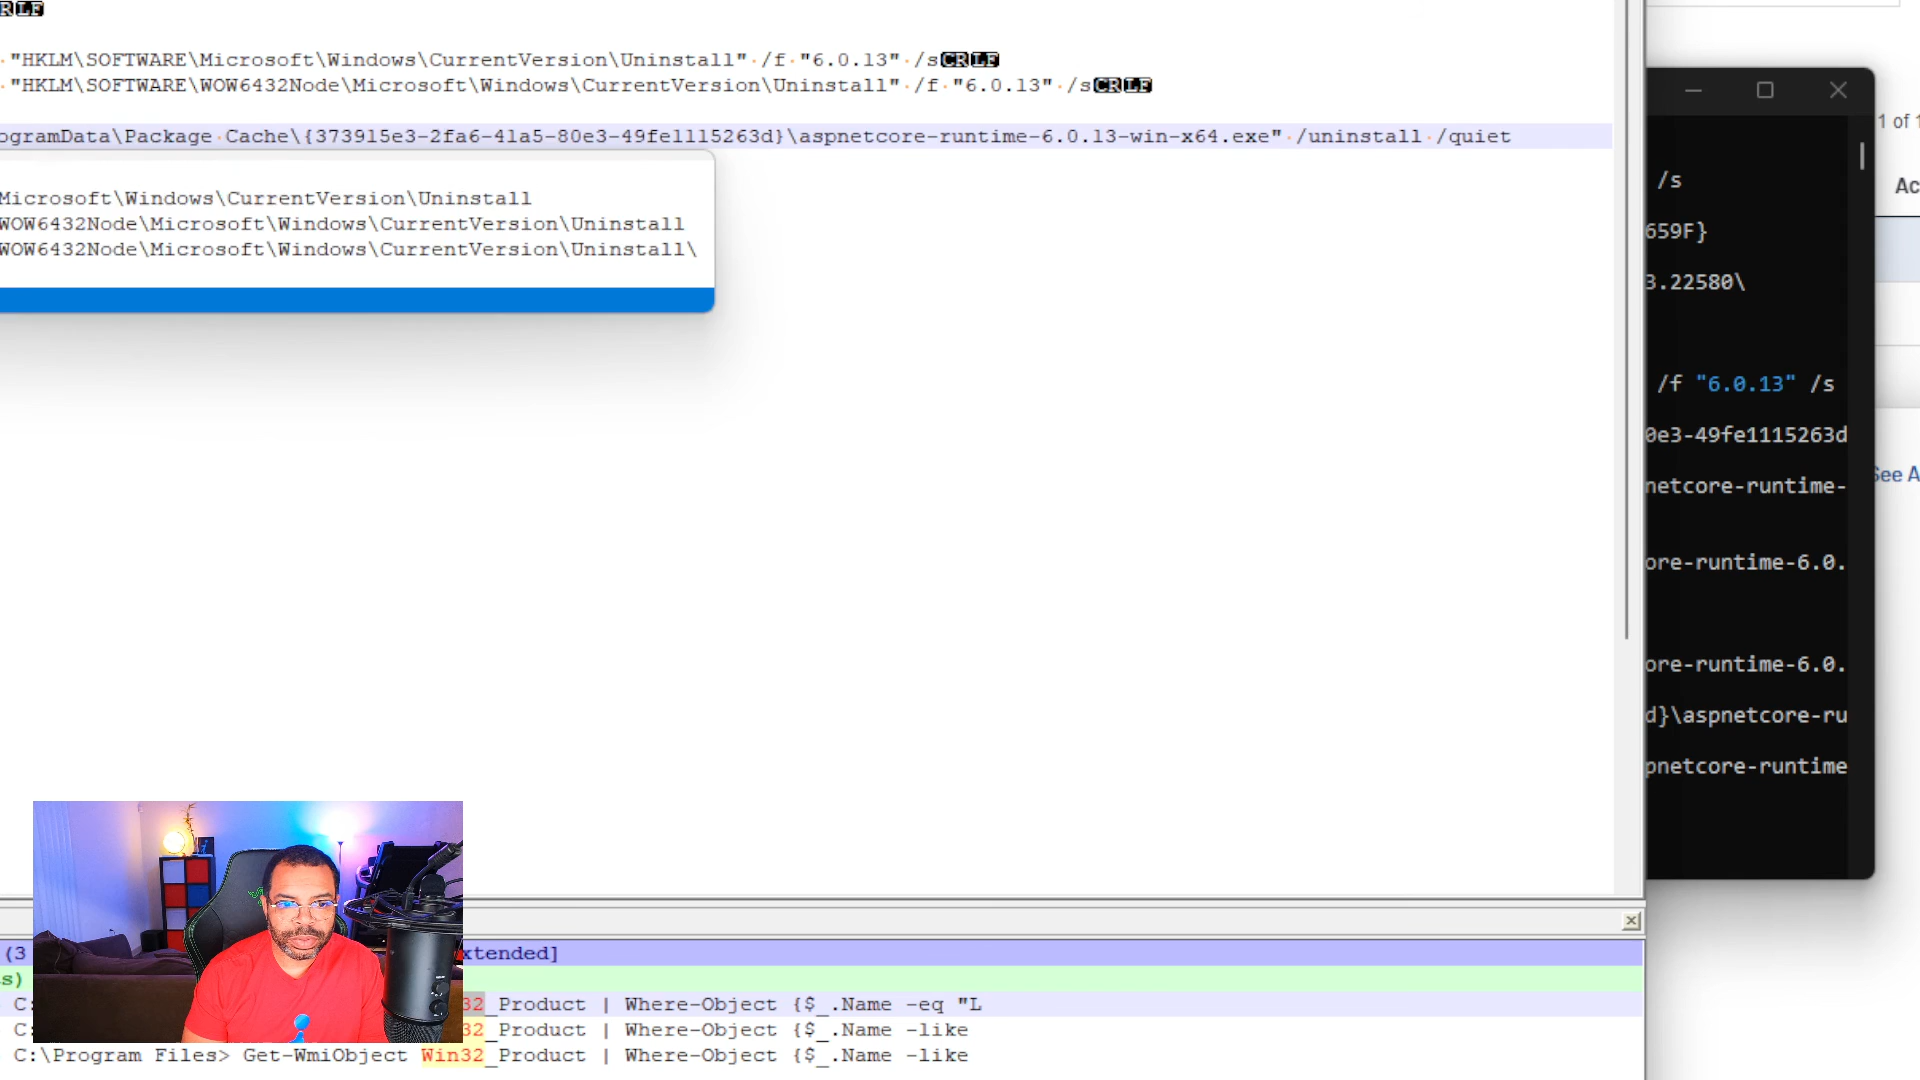 CRLF
"HKLM\SOFTWARE\Microsoft\Windows\CurrentVersion\Uninstall" /f "6.0.13" /sCRLF
"HKLM\SOFTWARE\WOW6432Node\Microsoft\Windows\CurrentVersion\Uninstall" /f "6.0.13" /sCRLF
ogramData\Package Cache\{373915e3-2fa6-41a5-80e3-49fe1115263d}\aspnetcore-runtime-6.0.13-win-x64.exe" /uninstall /quiet
Microsoft\Windows\CurrentVersion\Uninstall
WOW6432Node\Microsoft\Windows\CurrentVersion\Uninstall
WOW6432Node\Microsoft\Windows\CurrentVersion\Uninstall\
/s
659F}
3.22580\
/f "6.0.13" /s
0e3-49fe1115263d
netcore-runtime-
ore-runtime-6.0.
ore-runtime-6.0.
d}\aspnetcore-ru
pnetcore-runtime
1 of 1
Ac
See A
(3 xtended]
s)
C: 32_Product | Where-Object {$_.Name -eq "L
C: 32_Product | Where-Object {$_.Name -like
C:\Program Files> Get-WmiObject Win32_Product | Where-Object {$_.Name -like